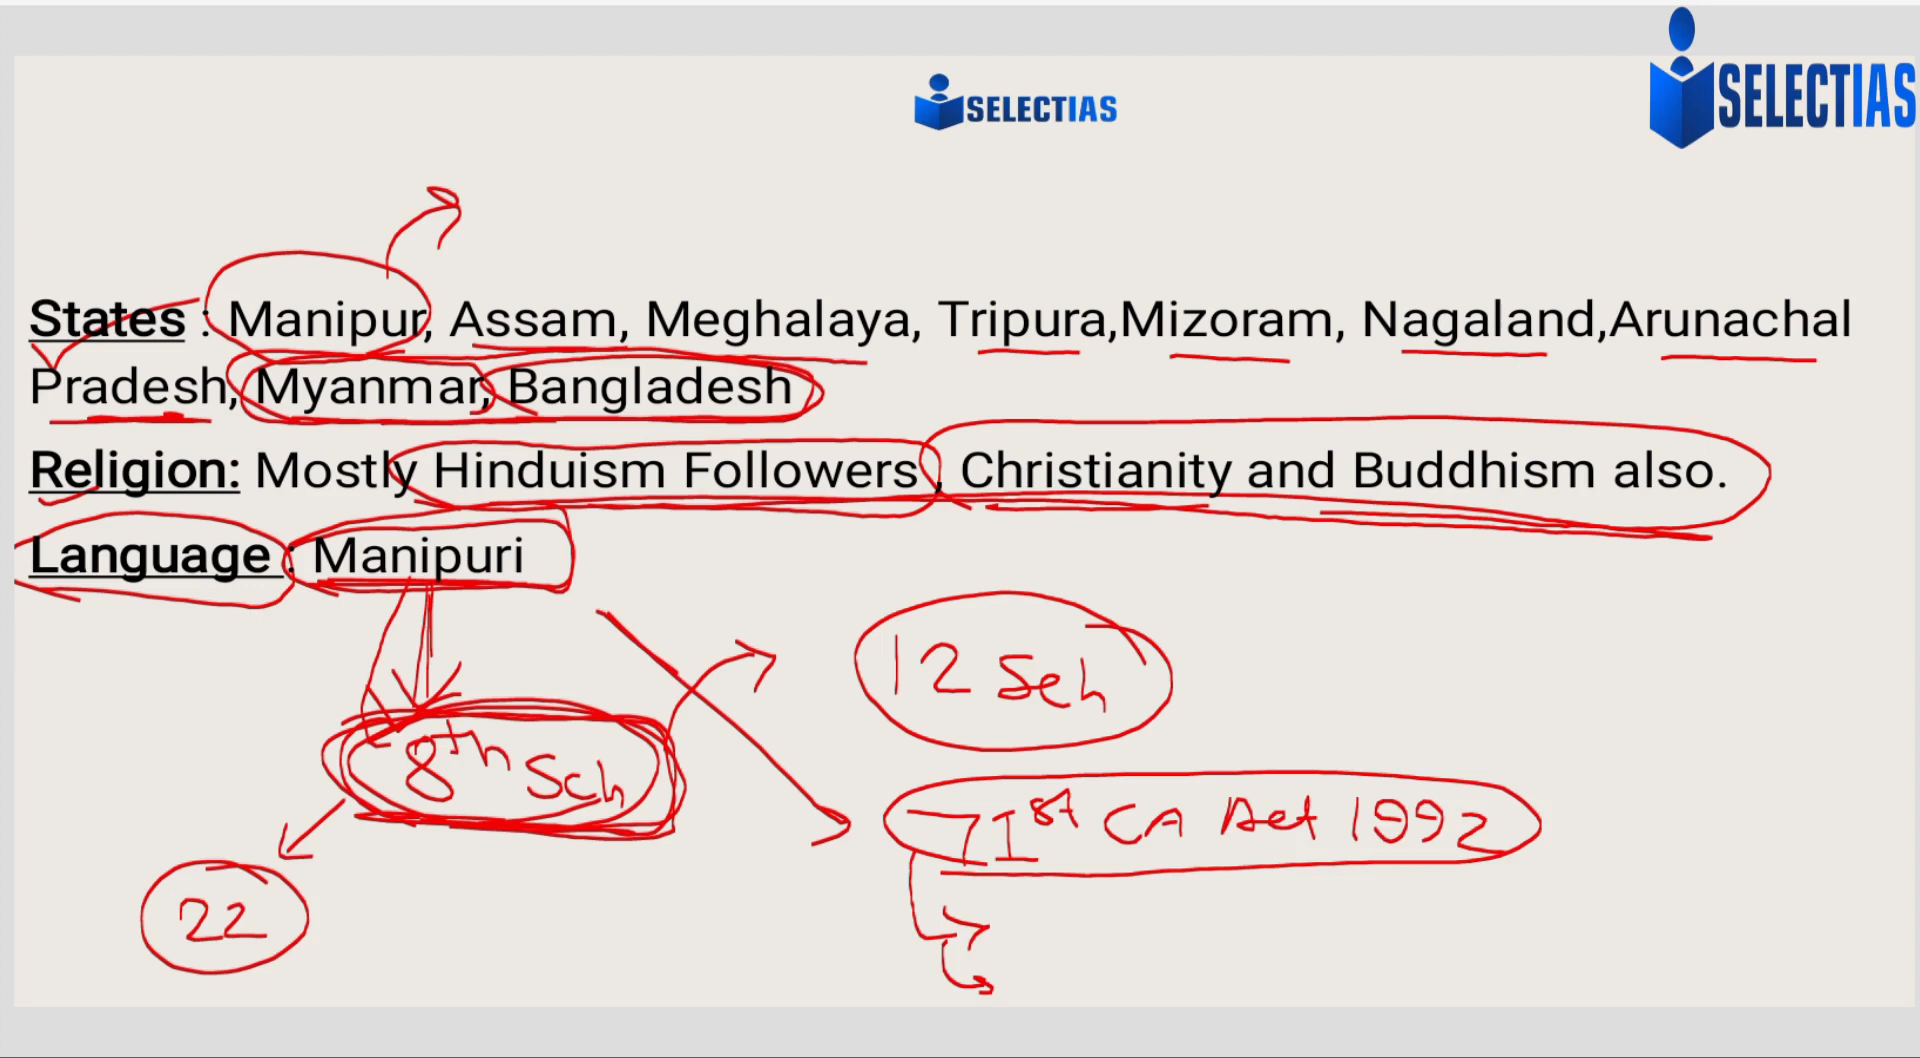 SELECTIAS
SELECTIAS
States : Manipur, Assam, Meghalaya, Tripura,Mizoram, Nagaland,Arunachal
Pradesh, Myanmar, Bangladesh
Religion: Mostly Hinduism Followers , Christianity and Buddhism also.
Language : Manipuri
12 Sch
8th Sch
71st CA Act 1992
22